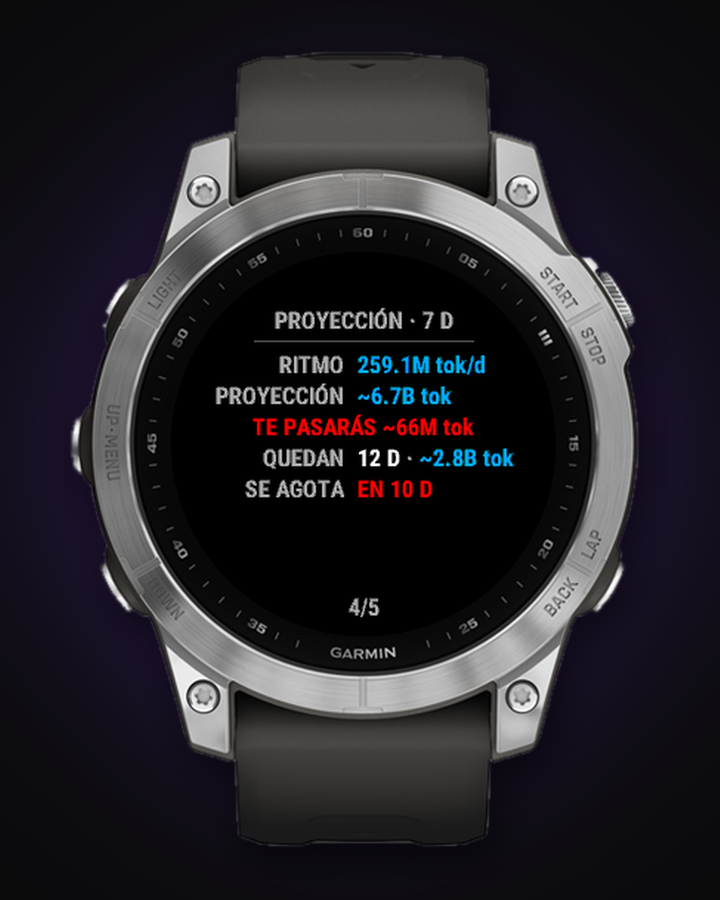 60
55
05
LIGHT
START
50
STOP
PROYECCIÓN · 7 D
RITMO 259.1M tok/d
PROYECCIÓN ~6.7B tok
TE PASARÁS ~66M tok
UP·MENU
45
15
QUEDAN 12 D · ~2.8B tok
SE AGOTA EN 10 D
40
20
LAP
DOWN
BACK
4/5
35
25
GARMIN